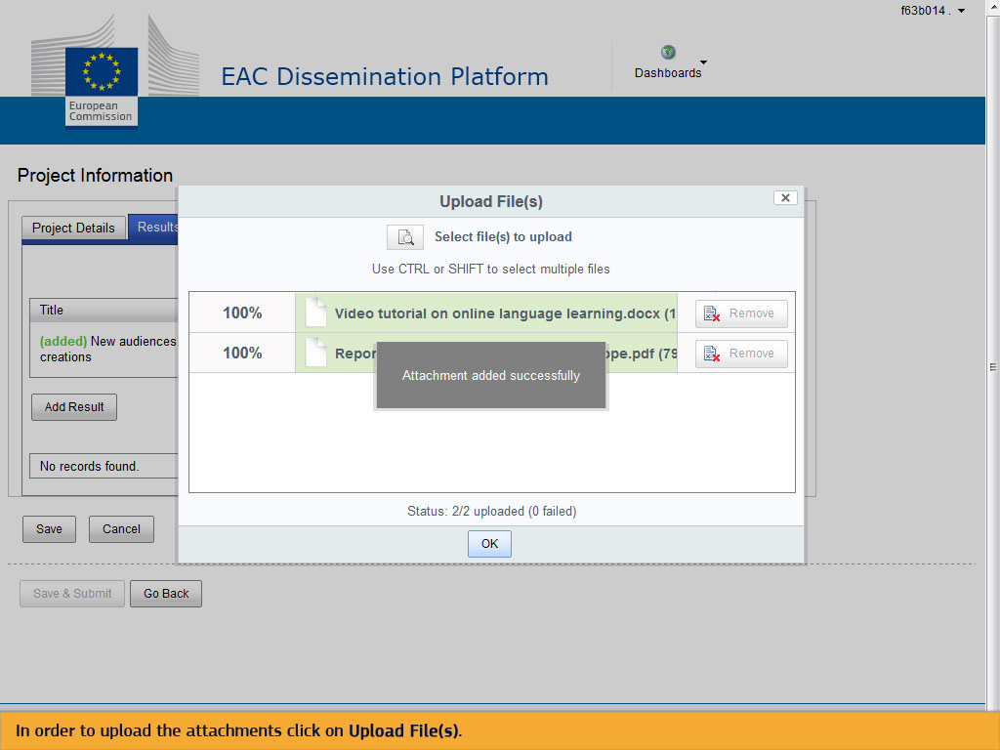 f63b014 .
EAC Dissemination Platform
Dashboards
European
Commission
Project Information
Project Details
Results
Title
(added) New audiences
creations
Add Result
No records found.
Save
Cancel
Save & Submit
Go Back
Upload File(s)
Select file(s) to upload
Use CTRL or SHIFT to select multiple files
100% Video tutorial on online language learning.docx (1 Remove
100% Repor ope.pdf (79 Remove
Attachment added successfully
Status: 2/2 uploaded (0 failed)
OK
In order to upload the attachments click on Upload File(s).